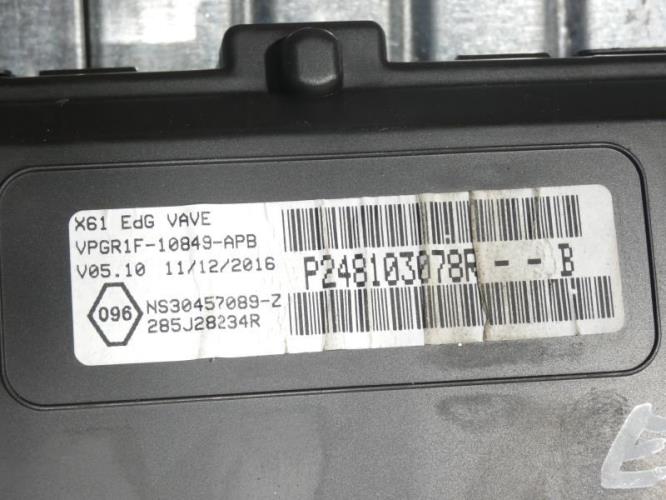 X61 EdG VAVE
VPGR1F-10849-APB
V05.10 11/12/2016
P248103078R - - B
096
NS30457089-Z
285J28234R